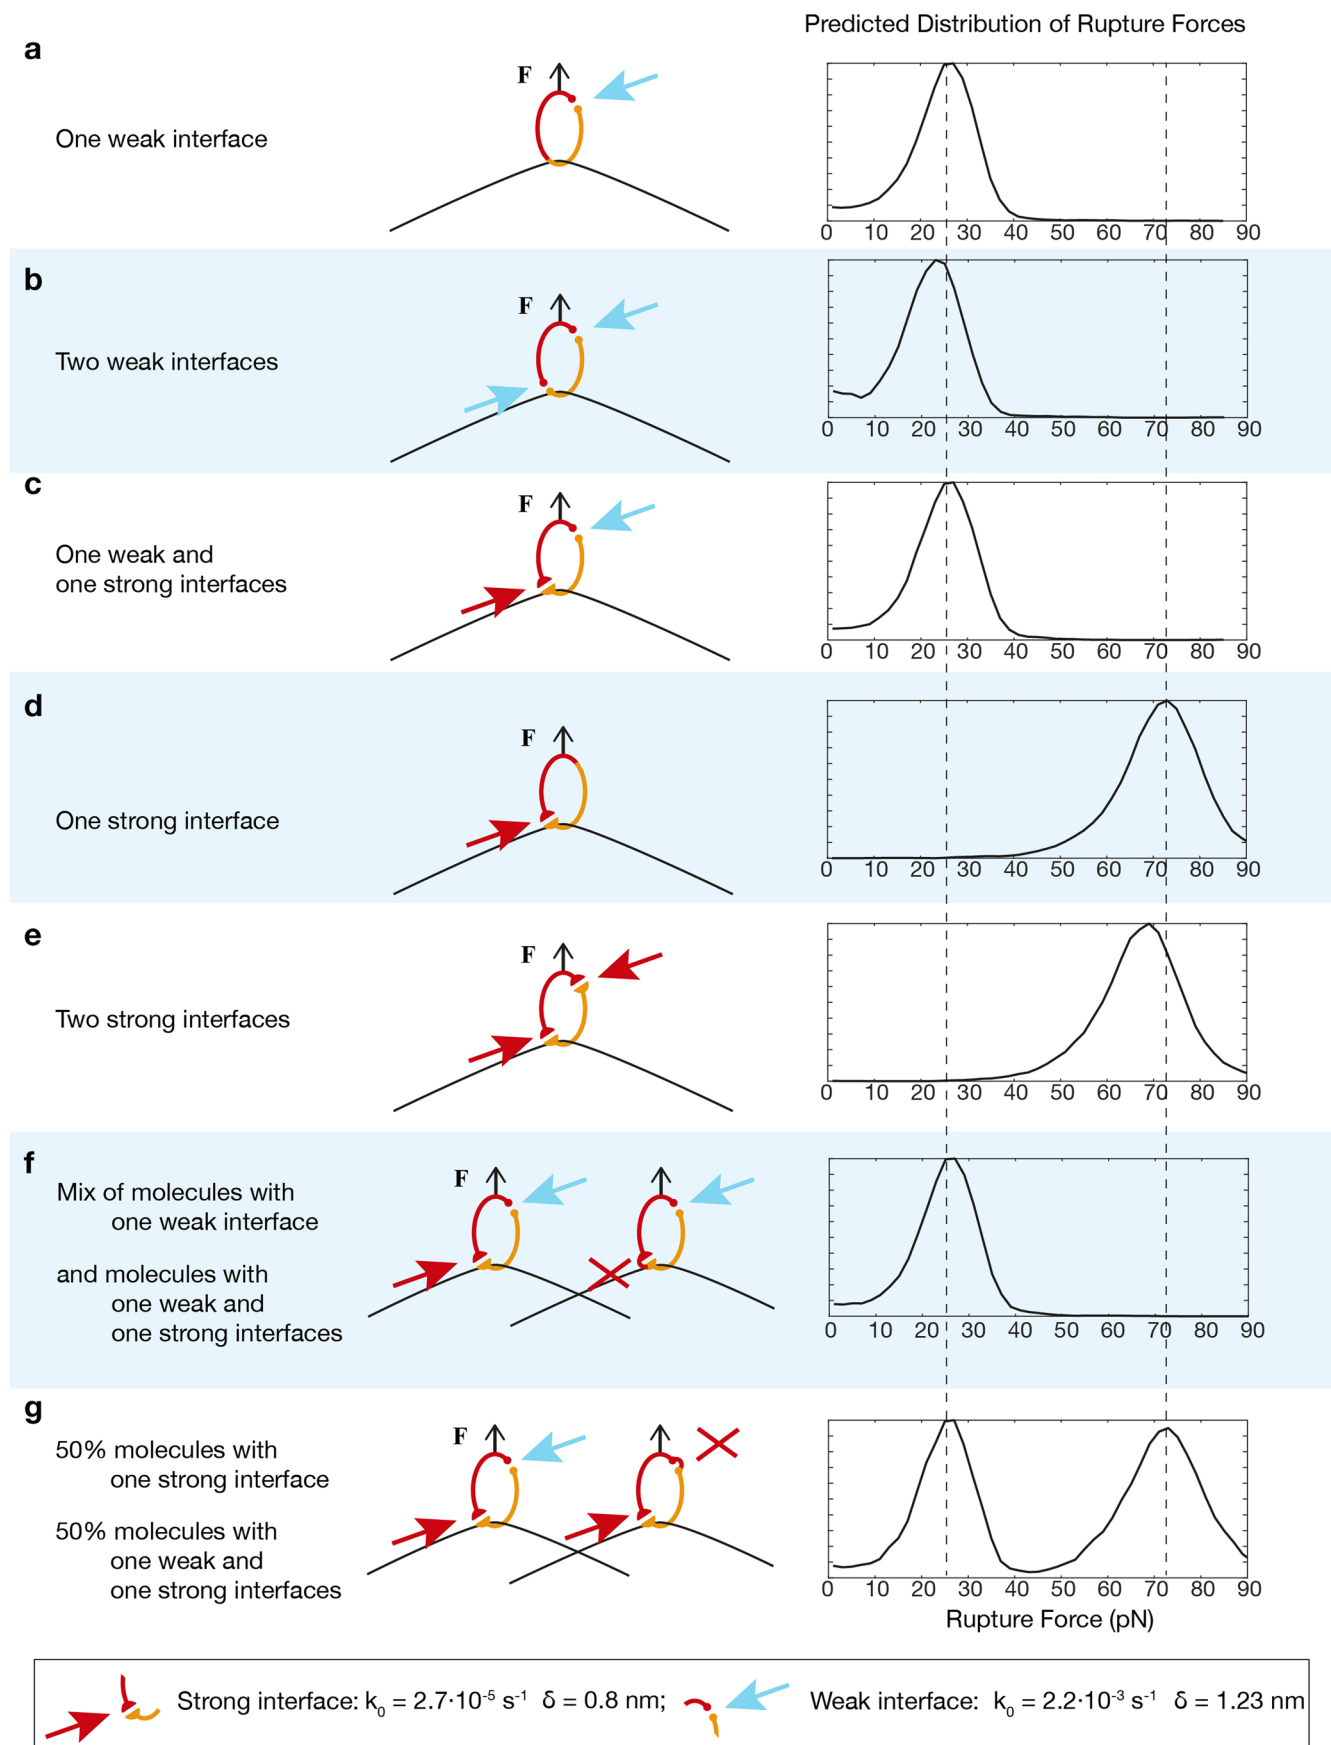 Predicted Distribution of Rupture Forces
a
F
One weak interface
0 10 20 30 40 50 60 70 80 90
b
F
Two weak interfaces
0 10 20 30 40 50 60 70 80 90
c
F
One weak and
one strong interfaces
0 10 20 30 40 50 60 70 80 90
d
F
One strong interface
0 10 20 30 40 50 60 70 80 90
e
F
Two strong interfaces
0 10 20 30 40 50 60 70 80 90
f
F
Mix of molecules with
one weak interface
and molecules with
one weak and
one strong interfaces
0 10 20 30 40 50 60 70 80 90
g
F
50% molecules with
one strong interface
50% molecules with
one weak and
one strong interfaces
0 10 20 30 40 50 60 70 80 90
Rupture Force (pN)
Strong interface: k₀ = 2.7·10⁻⁵ s⁻¹ δ = 0.8 nm; Weak interface: k₀ = 2.2·10⁻³ s⁻¹ δ = 1.23 nm